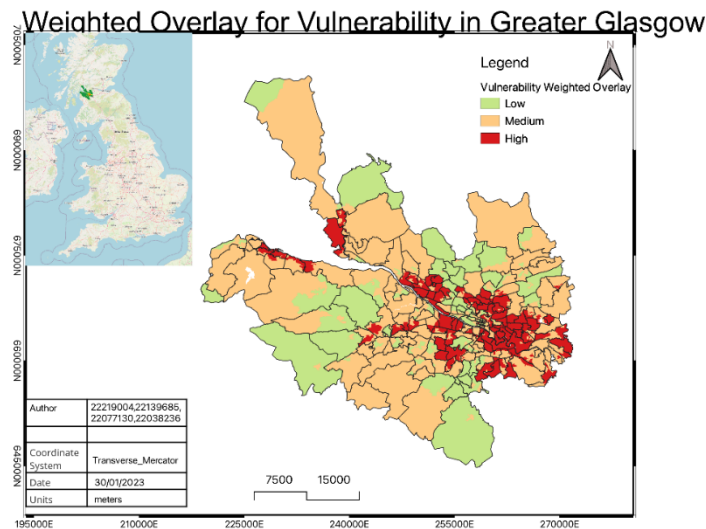 Weighted Overlay for Vulnerability in Greater Glasgow
N
Legend
Vulnerability Weighted Overlay
Low
Medium
High
705000N
690000N
675000N
660000N
645000N
Author
22219004,22139685,
22077130,22038236
Coordinate
System
Transverse_Mercator
Date
30/01/2023
Units
meters
7500
15000
195000E
210000E
225000E
240000E
255000E
270000E